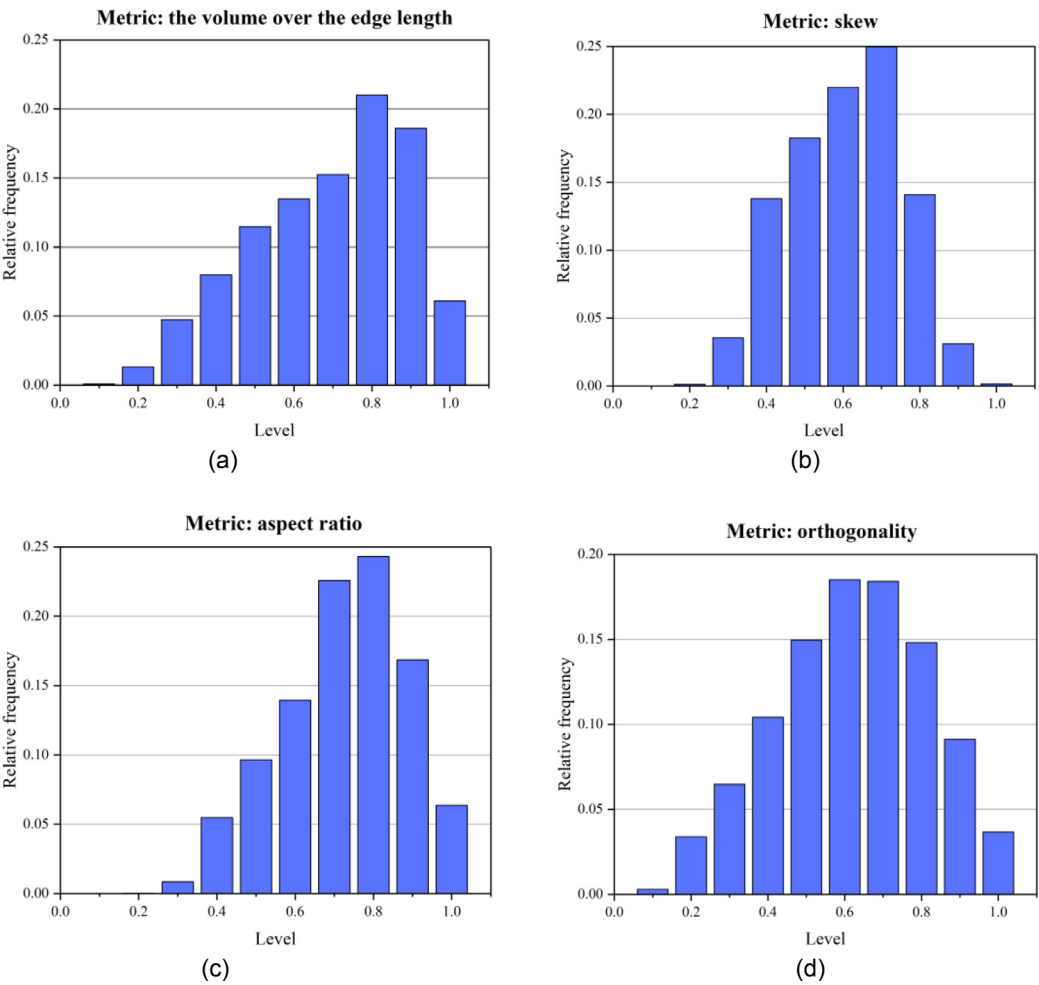 Metric: the volume over the edge length
0.25
0.20
0.15
0.10
0.05
0.00
Relative frequency
0.0 0.2 0.4 0.6 0.8 1.0
Level
(a)
Metric: skew
0.25
0.20
0.15
0.10
0.05
0.00
Relative frequency
0.0 0.2 0.4 0.6 0.8 1.0
Level
(b)
Metric: aspect ratio
0.25
0.20
0.15
0.10
0.05
0.00
Relative frequency
0.0 0.2 0.4 0.6 0.8 1.0
Level
(c)
Metric: orthogonality
0.20
0.15
0.10
0.05
0.00
Relative frequency
0.0 0.2 0.4 0.6 0.8 1.0
Level
(d)